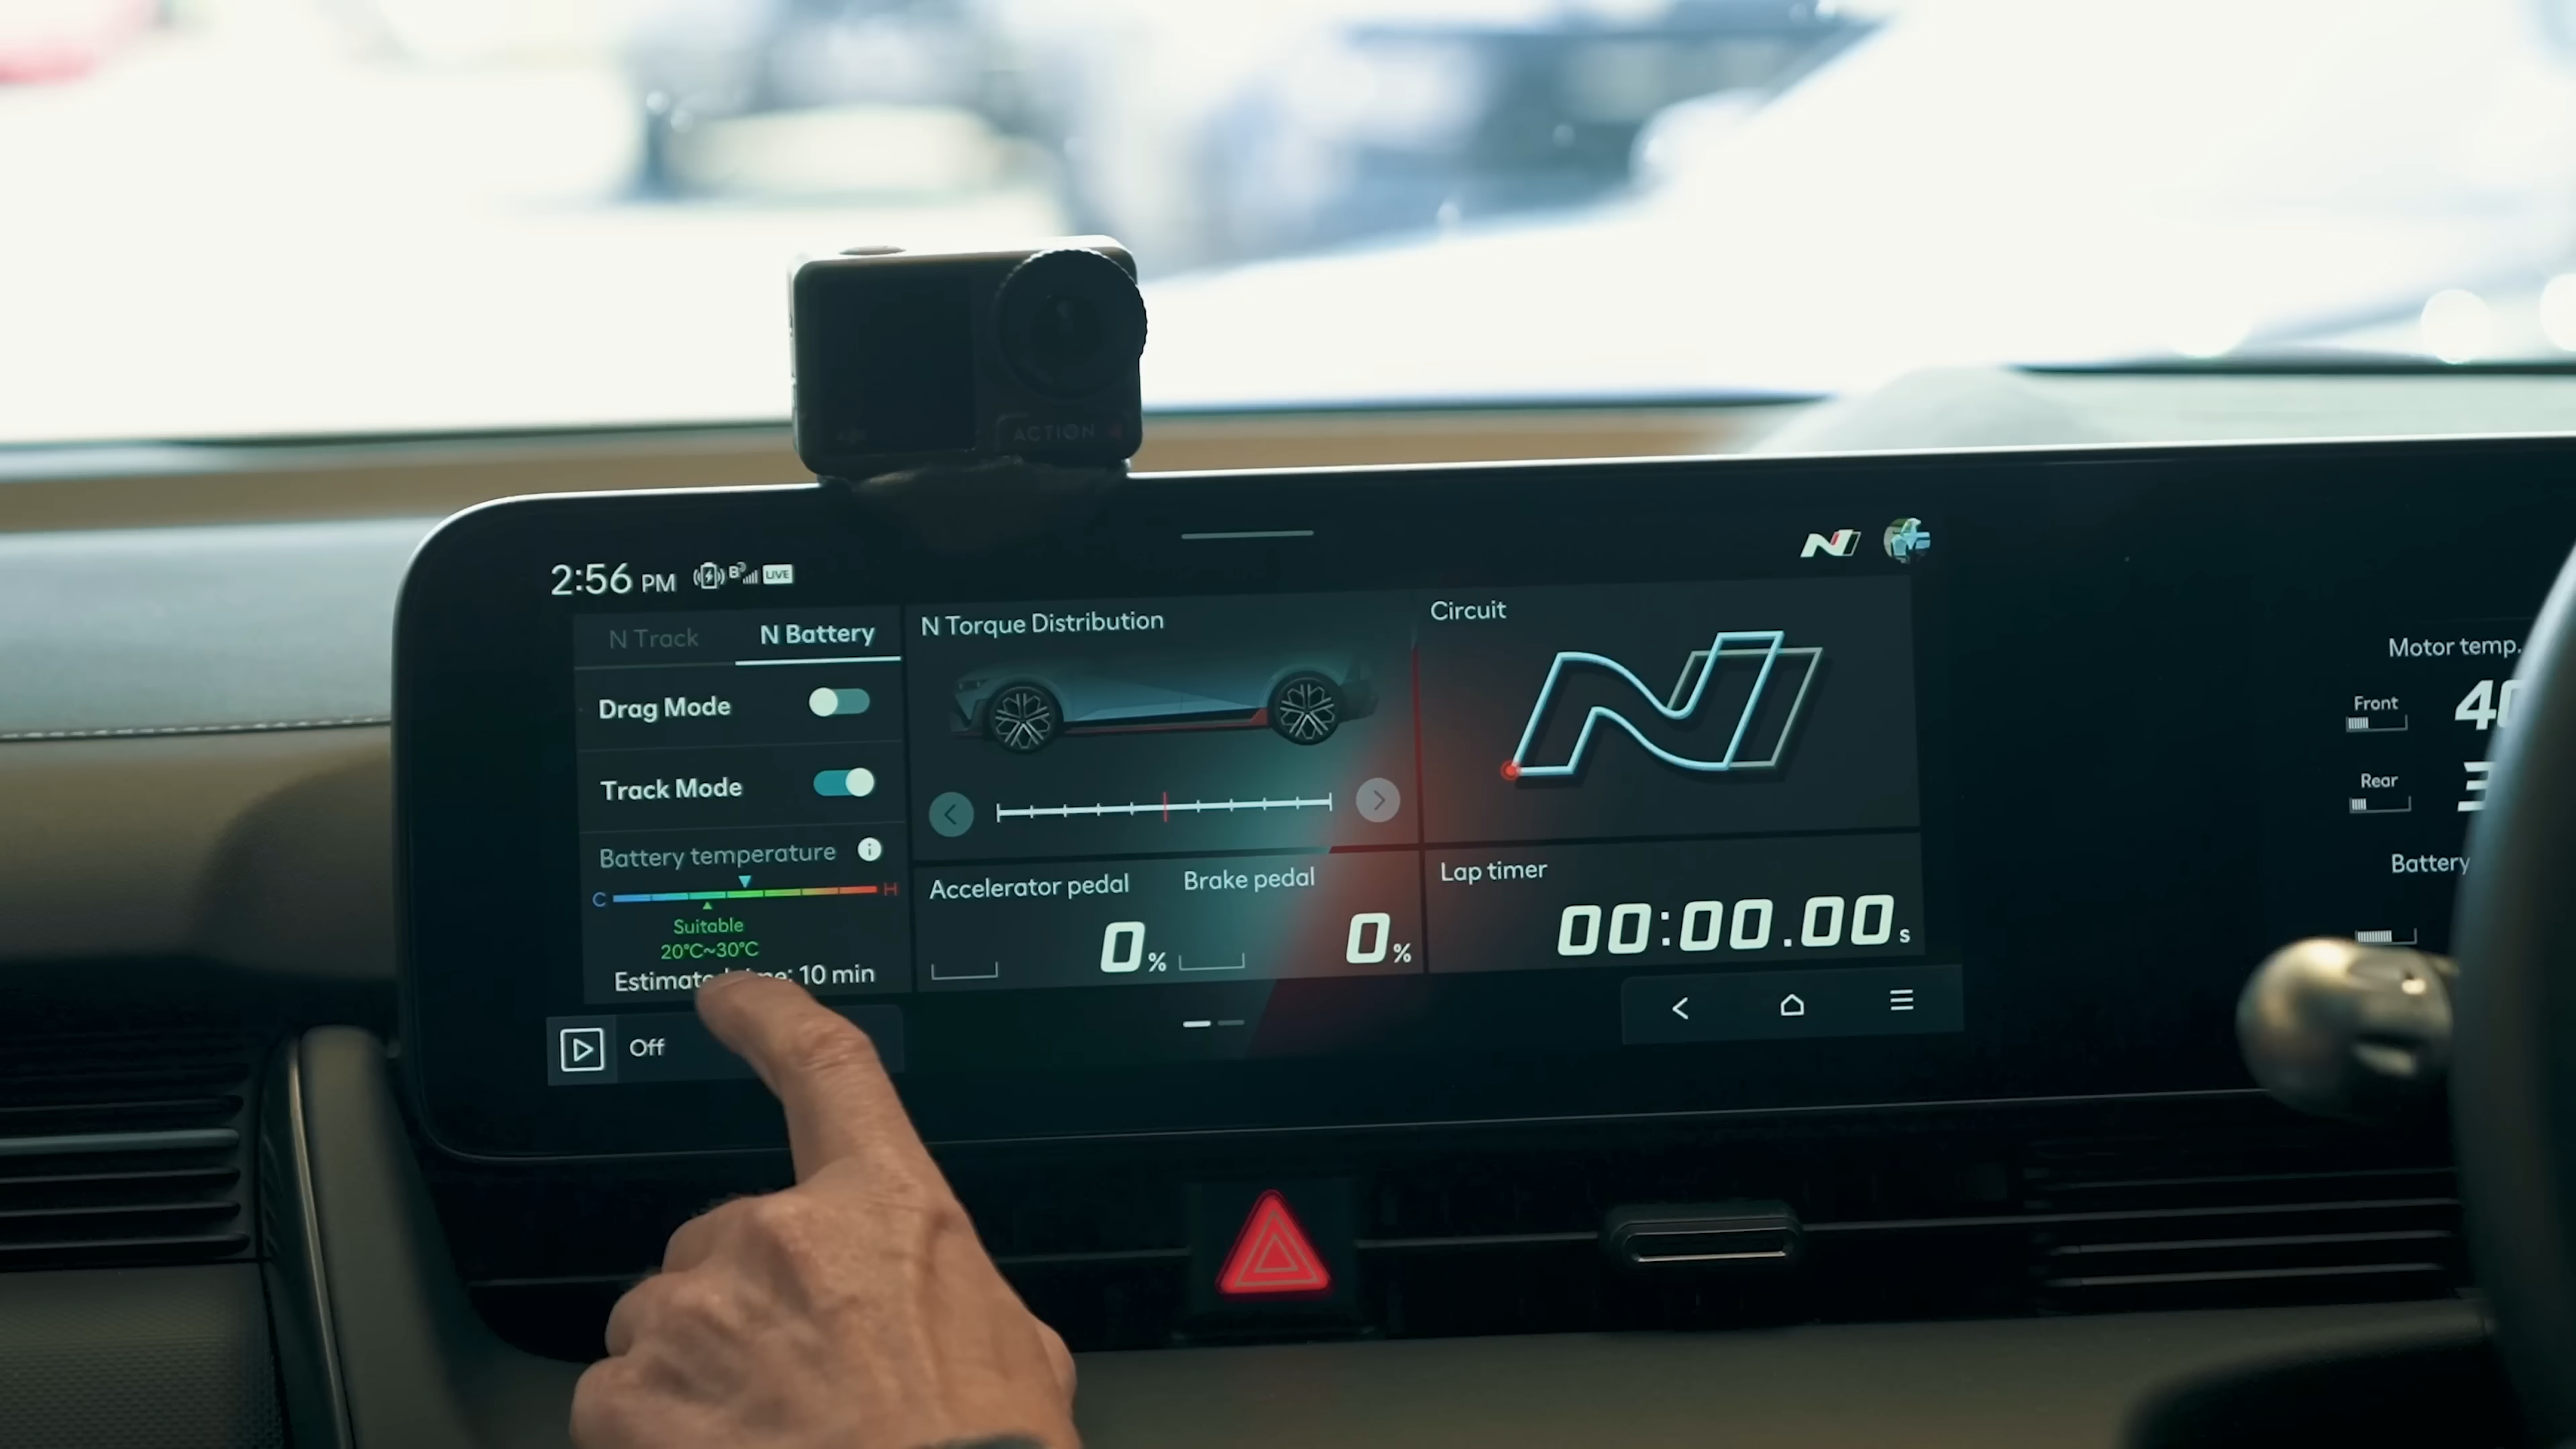 ACTION
2:56 PM
LIVE
N Track
N Battery
Drag Mode
Track Mode
Battery temperature
C
H
Suitable
20°C~30°C
10 min
Off
N Torque Distribution
Accelerator pedal
0%
Brake pedal
0%
Circuit
Lap timer
00:00.00s
Motor temp.
Front
Rear
Battery